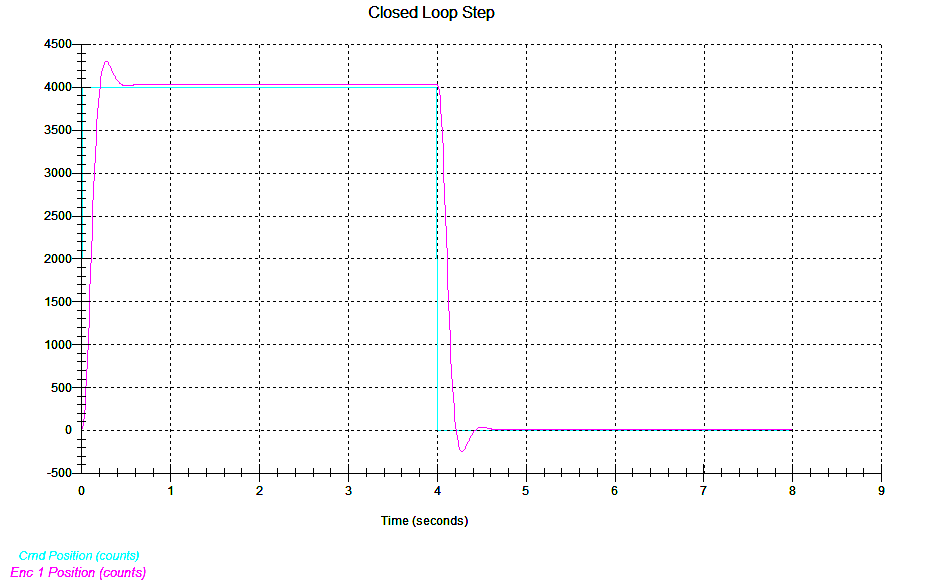 Closed Loop Step
4500
4000
3500
3000
2500
2000
1500
1000
500
0
-500
0 1 2 3 4 5 6 7 8 9
Time (seconds)
Cmd Position (counts)
Enc 1 Position (counts)